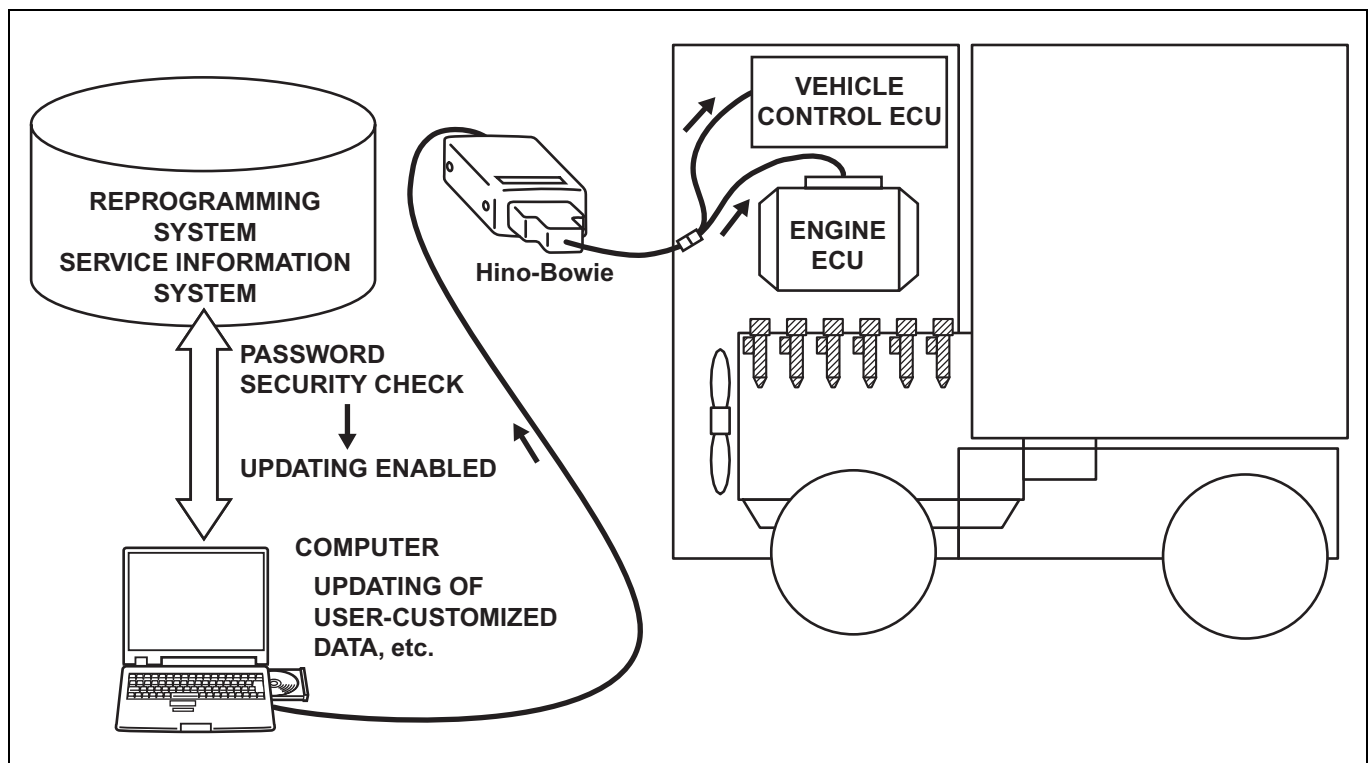 REPROGRAMMING
SYSTEM
SERVICE INFORMATION
SYSTEM
PASSWORD
SECURITY CHECK
UPDATING ENABLED
COMPUTER
UPDATING OF
USER-CUSTOMIZED
DATA, etc.
Hino-Bowie
VEHICLE
CONTROL ECU
ENGINE
ECU